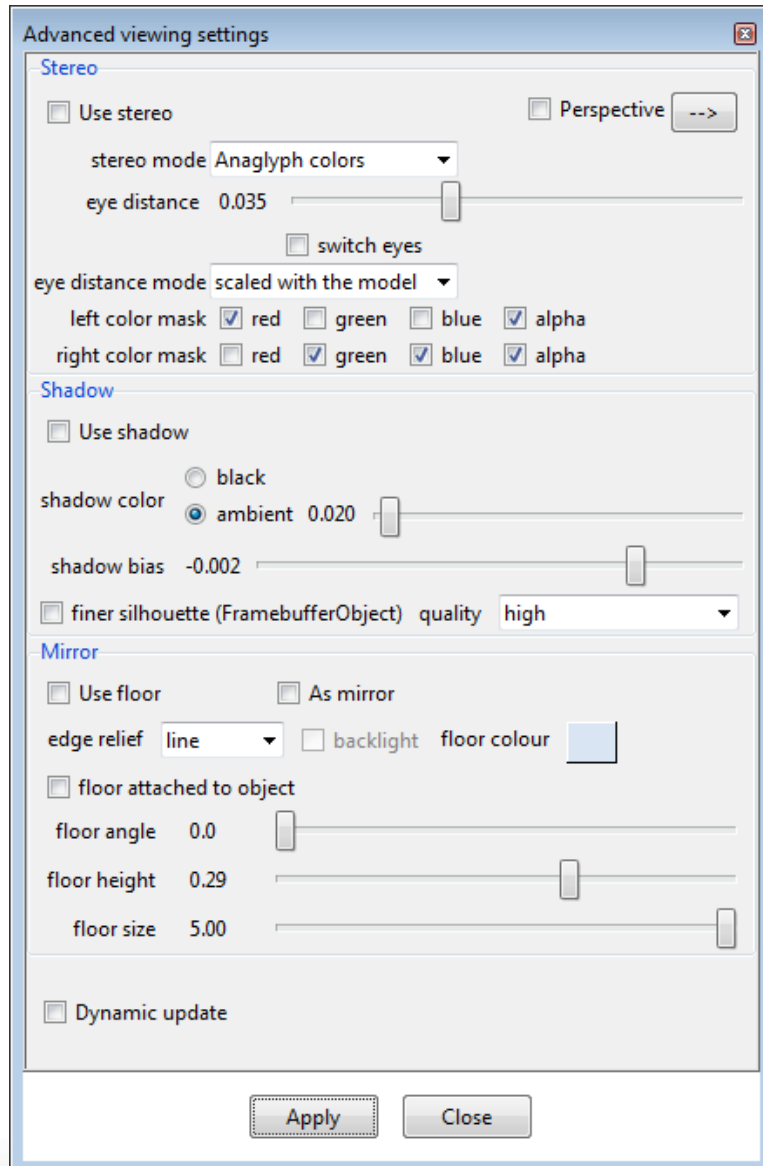 Advanced viewing settings
Stereo
Use stereo Perspective -->
stereo mode Anaglyph colors
eye distance 0.035
switch eyes
eye distance mode scaled with the model
left color mask red green blue alpha
right color mask red green blue alpha
Shadow
Use shadow
black
shadow color
ambient 0.020
shadow bias -0.002
finer silhouette (FramebufferObject) quality high
Mirror
Use floor As mirror
edge relief line backlight floor colour
floor attached to object
floor angle 0.0
floor height 0.29
floor size 5.00
Dynamic update
Apply Close